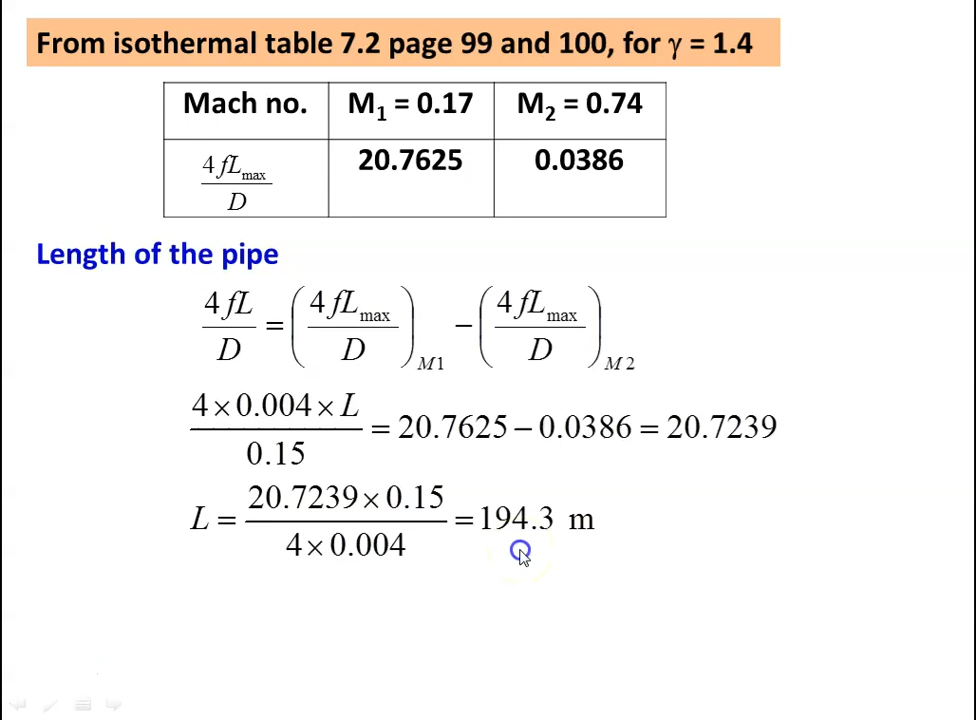 From isothermal table 7.2 page 99 and 100, for γ = 1.4
Mach no. M₁ = 0.17 M₂ = 0.74
4fLmax/D 20.7625 0.0386
Length of the pipe
4fL/D = (4fLmax/D)M1 − (4fLmax/D)M2
4×0.004×L/0.15 = 20.7625−0.0386 = 20.7239
L = 20.7239×0.15/4×0.004 = 194.3 m